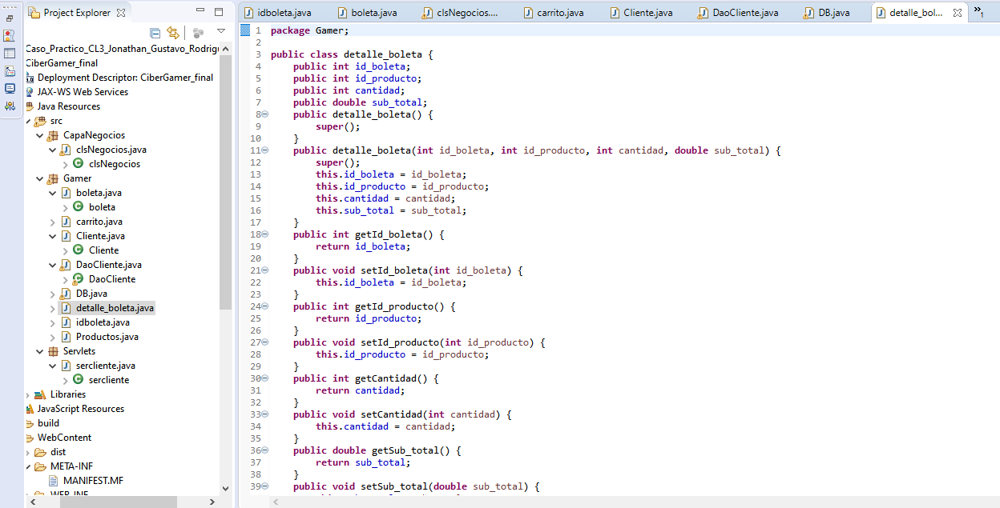 Project Explorer
Caso_Practico_CL3_Jonathan_Gustavo_Rodrig
CiberGamer_final
Deployment Descriptor: CiberGamer_final
JAX-WS Web Services
Java Resources
src
CapaNegocios
clsNegocios.java
clsNegocios
Gamer
boleta.java
boleta
carrito.java
Cliente.java
Cliente
DaoCliente.java
DaoCliente
DB.java
detalle_boleta.java
idboleta.java
Productos.java
Servlets
sercliente.java
sercliente
Libraries
JavaScript Resources
build
WebContent
dist
META-INF
MANIFEST.MF
WEB-INF
idboleta.java boleta.java clsNegocios.... carrito.java Cliente.java DaoCliente.java DB.java detalle_bol... »1
1 package Gamer;
2
3 public class detalle_boleta {
4 public int id_boleta;
5 public int id_producto;
6 public int cantidad;
7 public double sub_total;
8 public detalle_boleta() {
9 super();
10 }
11 public detalle_boleta(int id_boleta, int id_producto, int cantidad, double sub_total) {
12 super();
13 this.id_boleta = id_boleta;
14 this.id_producto = id_producto;
15 this.cantidad = cantidad;
16 this.sub_total = sub_total;
17 }
18 public int getId_boleta() {
19 return id_boleta;
20 }
21 public void setId_boleta(int id_boleta) {
22 this.id_boleta = id_boleta;
23 }
24 public int getId_producto() {
25 return id_producto;
26 }
27 public void setId_producto(int id_producto) {
28 this.id_producto = id_producto;
29 }
30 public int getCantidad() {
31 return cantidad;
32 }
33 public void setCantidad(int cantidad) {
34 this.cantidad = cantidad;
35 }
36 public double getSub_total() {
37 return sub_total;
38 }
39 public void setSub_total(double sub_total) {